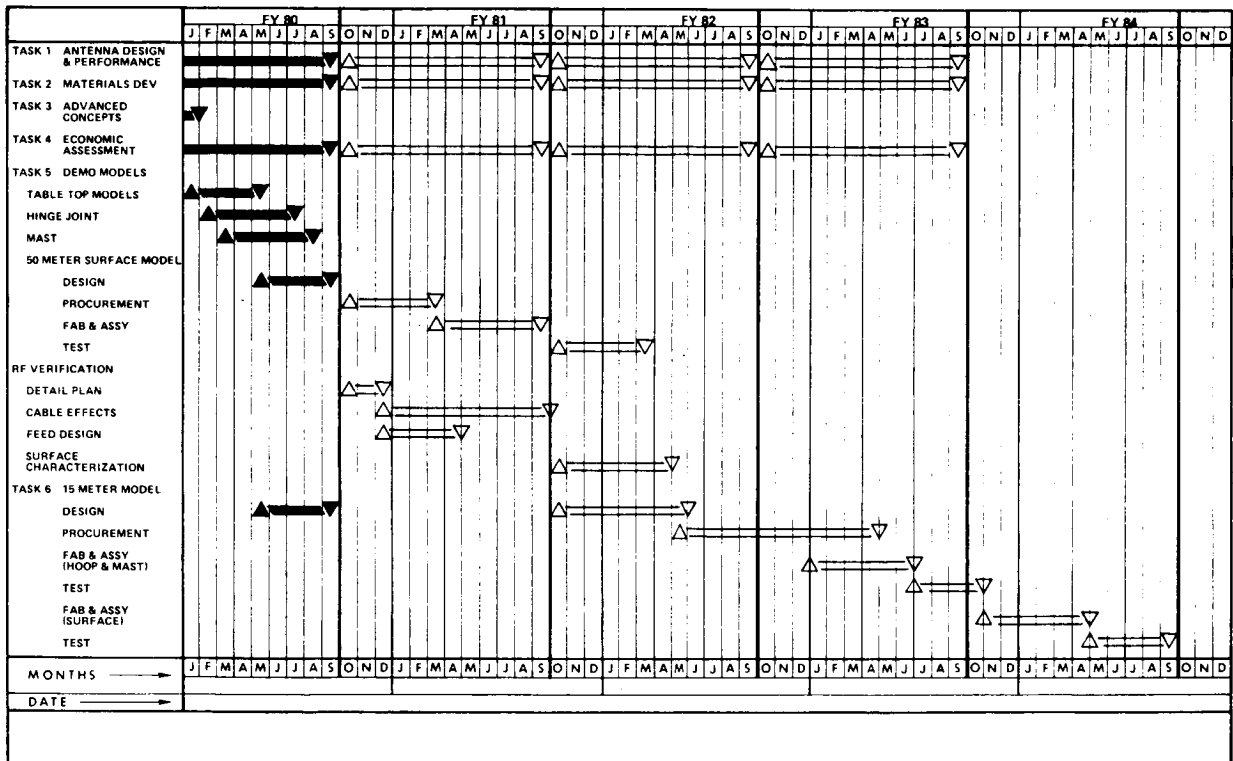 FY 80 FY 81 FY 82 FY 83 FY 84
J F M A M J J A S O N D J F M A M J J A S O N D J F M A M J J A S O N D J F M A M J J A S O N D J F M A M J J A S O N D
TASK 1 ANTENNA DESIGN
& PERFORMANCE
TASK 2 MATERIALS DEV
TASK 3 ADVANCED
CONCEPTS
TASK 4 ECONOMIC
ASSESSMENT
TASK 5 DEMO MODELS
TABLE TOP MODELS
HINGE JOINT
MAST
50 METER SURFACE MODEL
DESIGN
PROCUREMENT
FAB & ASSY
TEST
RF VERIFICATION
DETAIL PLAN
CABLE EFFECTS
FEED DESIGN
SURFACE
CHARACTERIZATION
TASK 6 15 METER MODEL
DESIGN
PROCUREMENT
FAB & ASSY
(HOOP & MAST)
TEST
FAB & ASSY
(SURFACE)
TEST
MONTHS J F M A M J J A S O N D J F M A M J J A S O N D J F M A M J J A S O N D J F M A M J J A S O N D J F M A M J J A S O N D
DATE